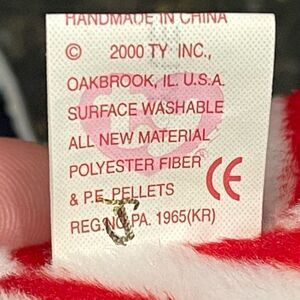 HANDMADE IN CHINA
© 2000 TY INC.,
OAKBROOK, IL. U.S.A.
SURFACE WASHABLE
ALL NEW MATERIAL
POLYESTER FIBER
& P.E. PELLETS CE
REG.NO. PA. 1965(KR)